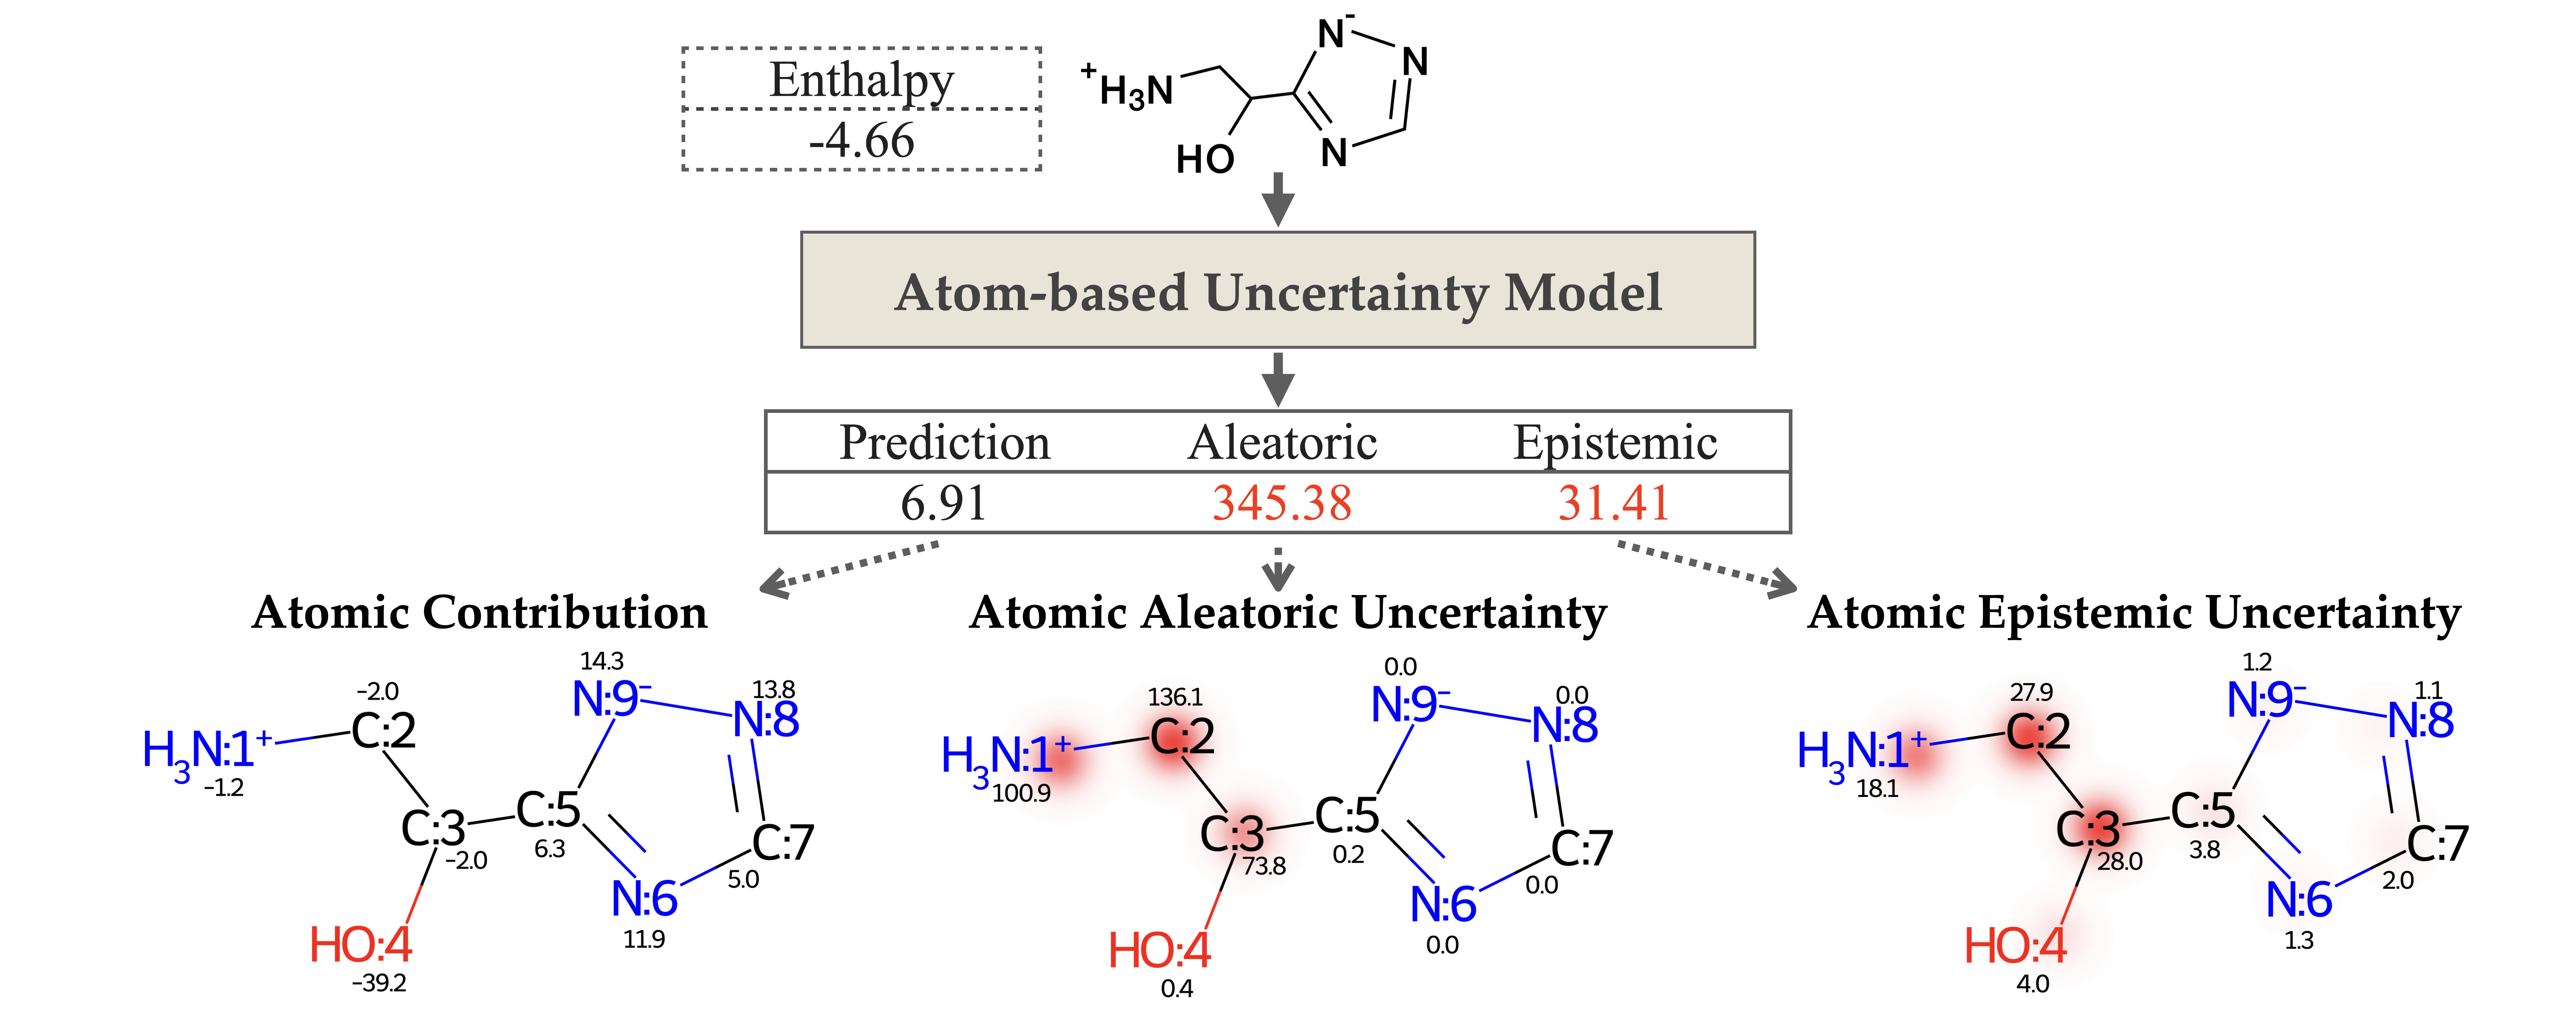 Enthalpy
-4.66
+H3N
HO
N-
N
N
Atom-based Uncertainty Model
Prediction Aleatoric Epistemic
6.91 345.38 31.41
Atomic Contribution
14.3
-2.0
N:9-
13.8
C:2
N:8
H3N:1+
-1.2
C:5
C:3
6.3
-2.0
C:7
5.0
N:6
11.9
HO:4
-39.2
Atomic Aleatoric Uncertainty
0.0
136.1
N:9-
0.0
C:2
N:8
H3N:1+
100.9
C:5
C:3
0.2
73.8
C:7
0.0
N:6
0.0
HO:4
0.4
Atomic Epistemic Uncertainty
1.2
27.9
N:9-
1.1
C:2
N:8
H3N:1+
18.1
C:5
C:3
3.8
28.0
C:7
2.0
N:6
1.3
HO:4
4.0